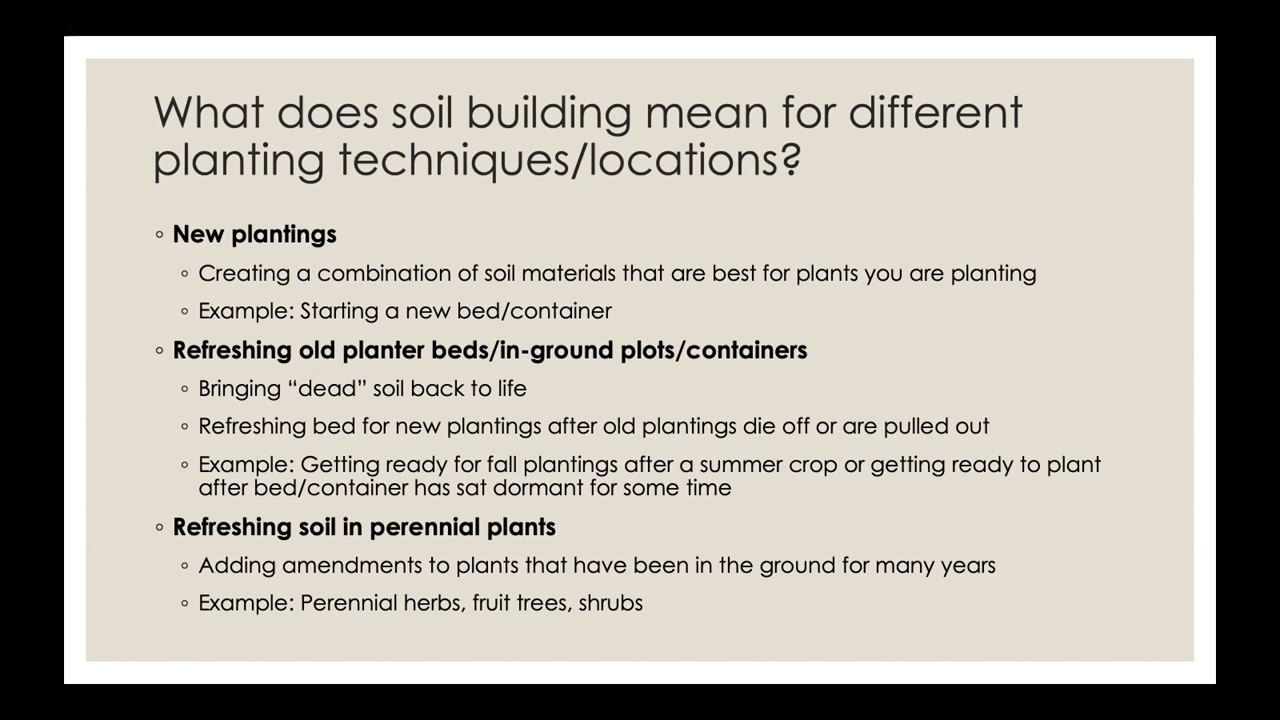 What does soil building mean for different
planting techniques/locations?
◦ New plantings
◦ Creating a combination of soil materials that are best for plants you are planting
◦ Example: Starting a new bed/container
◦ Refreshing old planter beds/in-ground plots/containers
◦ Bringing “dead” soil back to life
◦ Refreshing bed for new plantings after old plantings die off or are pulled out
◦ Example: Getting ready for fall plantings after a summer crop or getting ready to plant
after bed/container has sat dormant for some time
◦ Refreshing soil in perennial plants
◦ Adding amendments to plants that have been in the ground for many years
◦ Example: Perennial herbs, fruit trees, shrubs